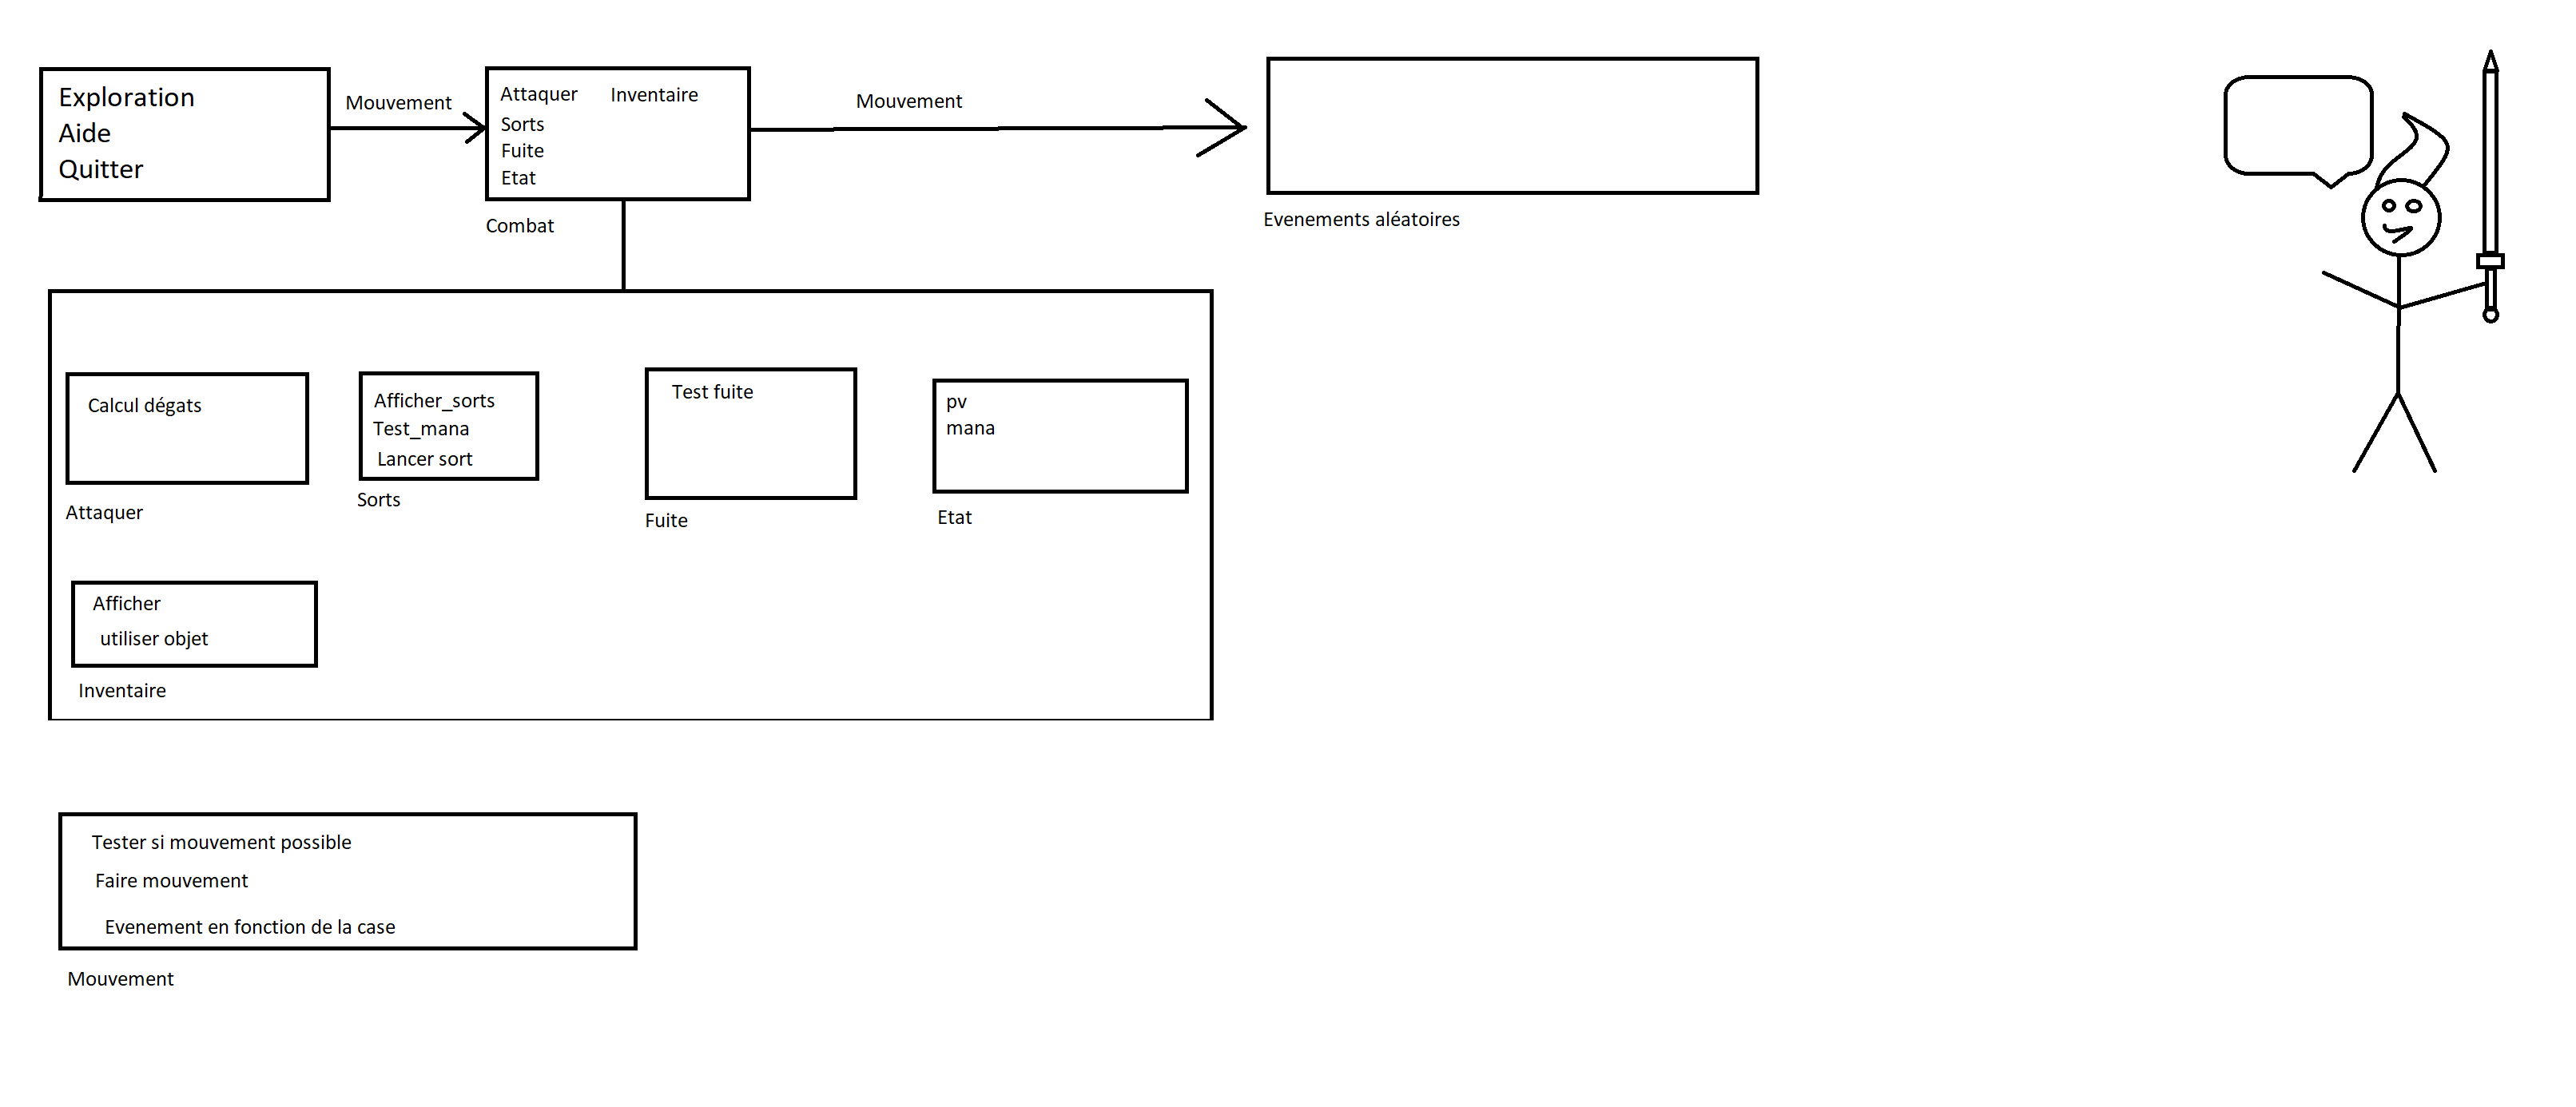 Exploration
Aide
Quitter
Mouvement
Attaquer Inventaire
Sorts
Fuite
Etat
Combat
Mouvement
Evenements aléatoires
Calcul dégats
Attaquer
Afficher_sorts
Test_mana
Lancer sort
Sorts
Test fuite
Fuite
pv
mana
Etat
Afficher
utiliser objet
Inventaire
Tester si mouvement possible
Faire mouvement
Evenement en fonction de la case
Mouvement